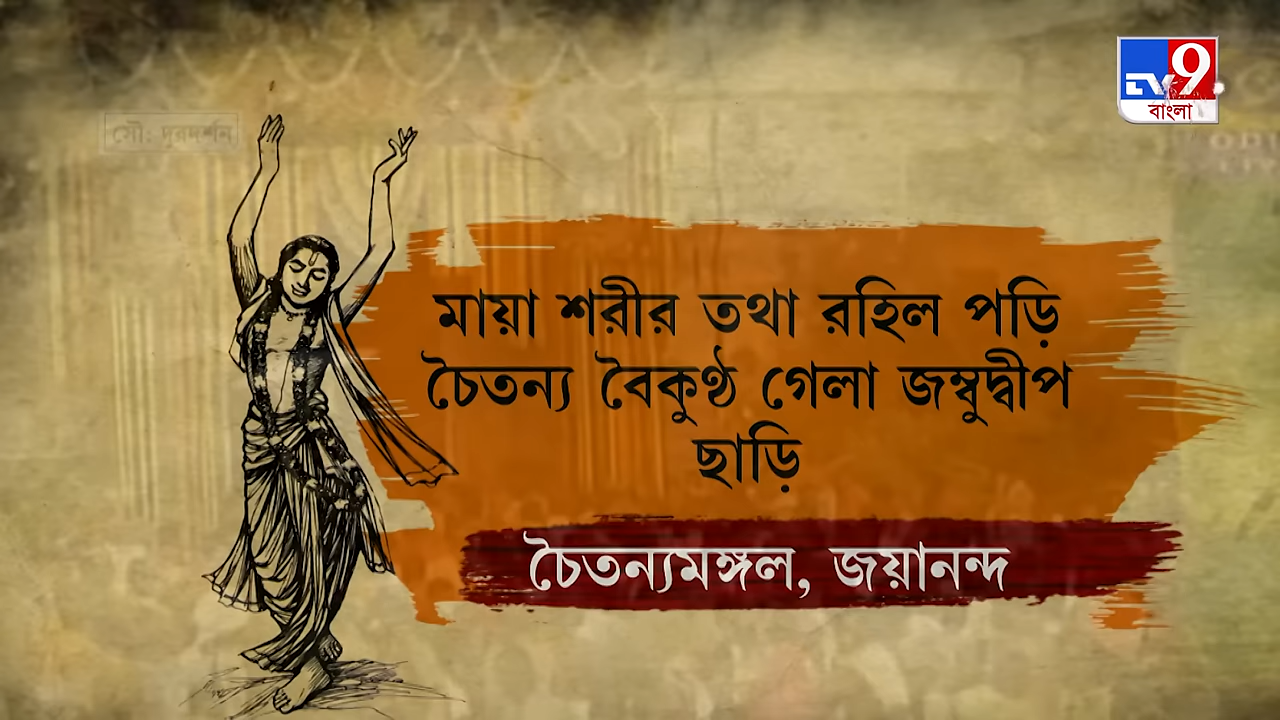 TV9
বাংলা
সৌ: দূরদর্শন
মায়া শরীর তথা রহিল পড়ি
চৈতন্য বৈকুণ্ঠ গেলা জম্বুদ্বীপ
ছাড়ি
চৈতন্যমঙ্গল, জয়ানন্দ